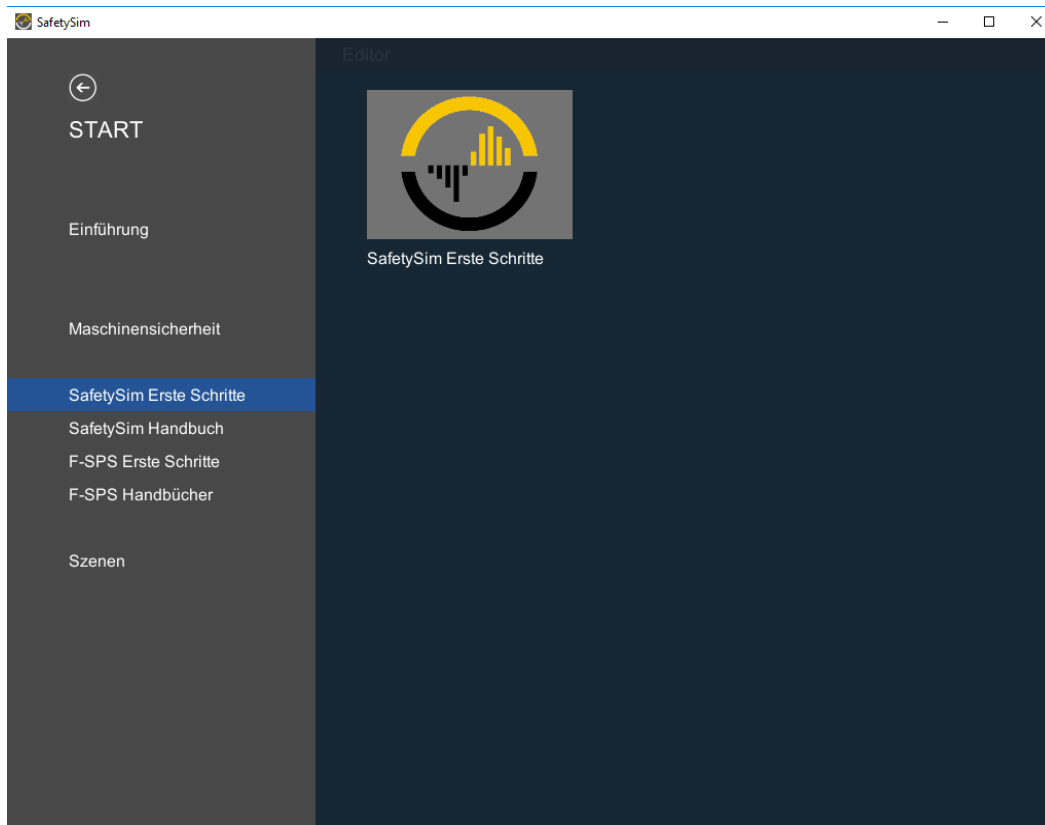 SafetySim
Editor
START
Einführung
Maschinensicherheit
SafetySim Erste Schritte
SafetySim Handbuch
F-SPS Erste Schritte
F-SPS Handbücher
Szenen
SafetySim Erste Schritte